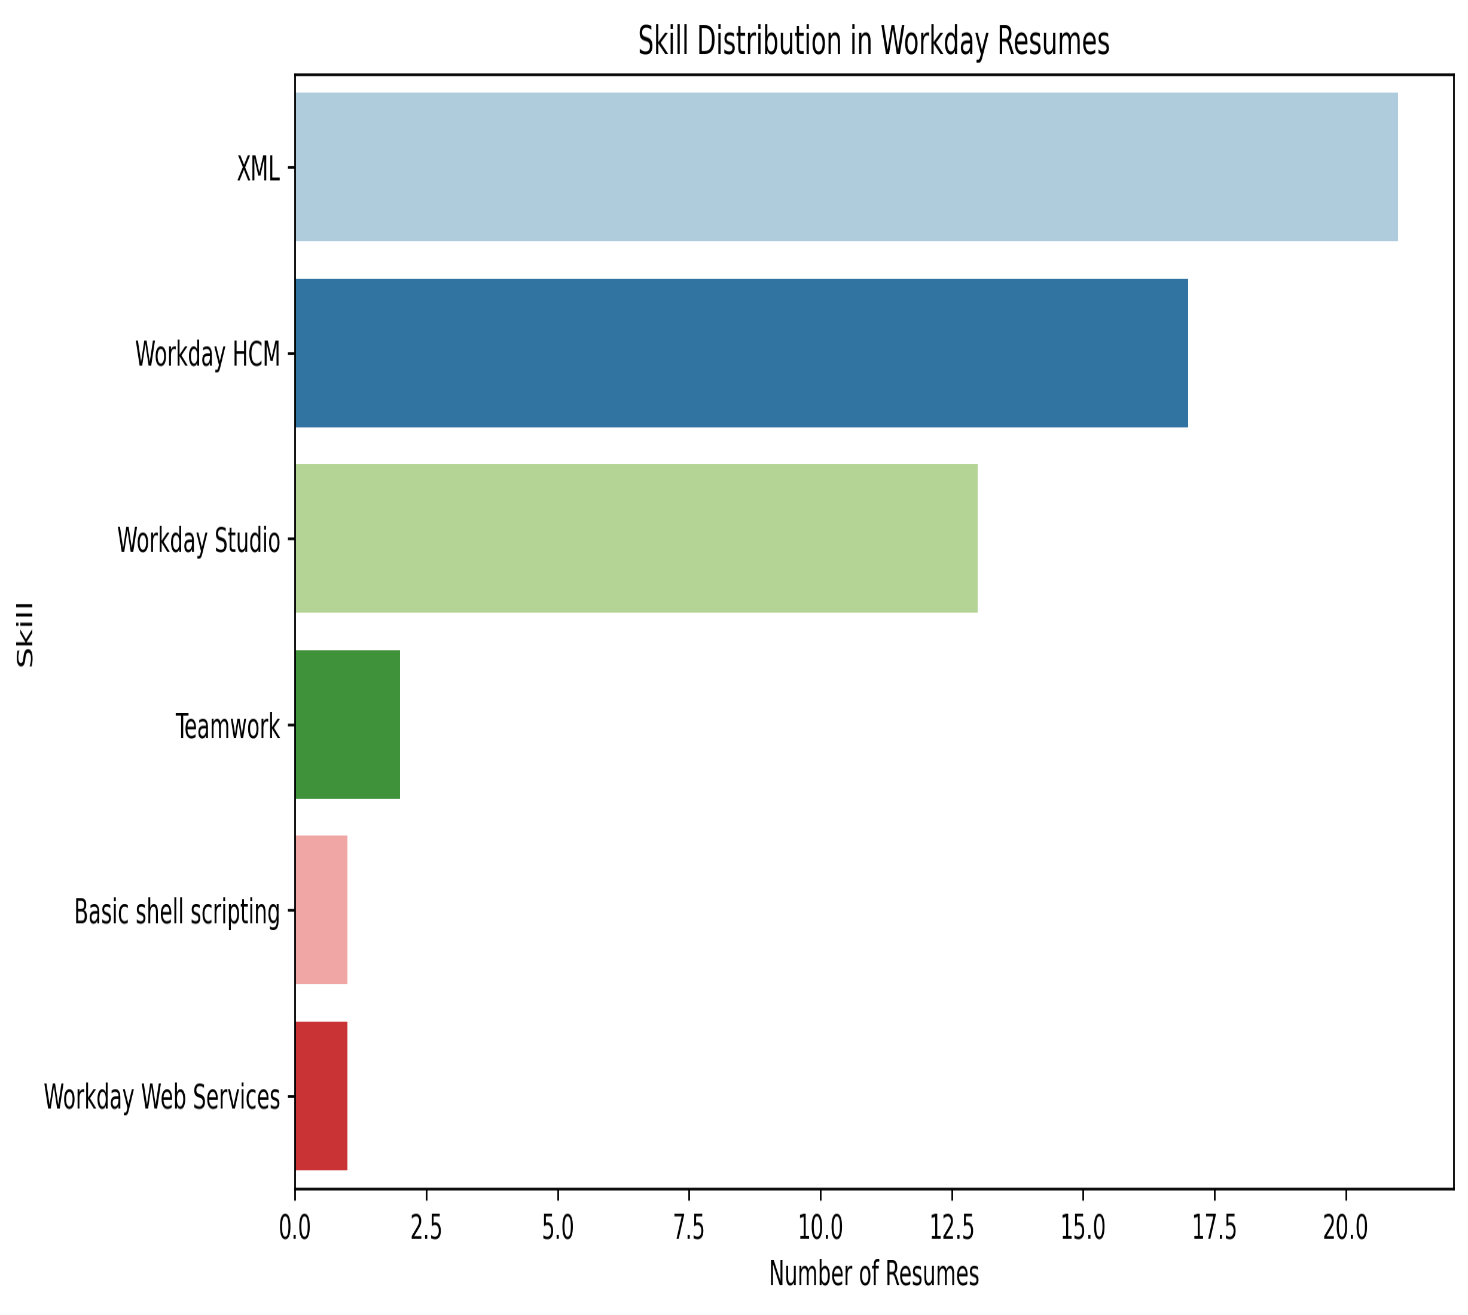 Skill Distribution in Workday Resumes
XML
Workday HCM
Workday Studio
Skill
Teamwork
Basic shell scripting
Workday Web Services
0.0 2.5 5.0 7.5 10.0 12.5 15.0 17.5 20.0
Number of Resumes